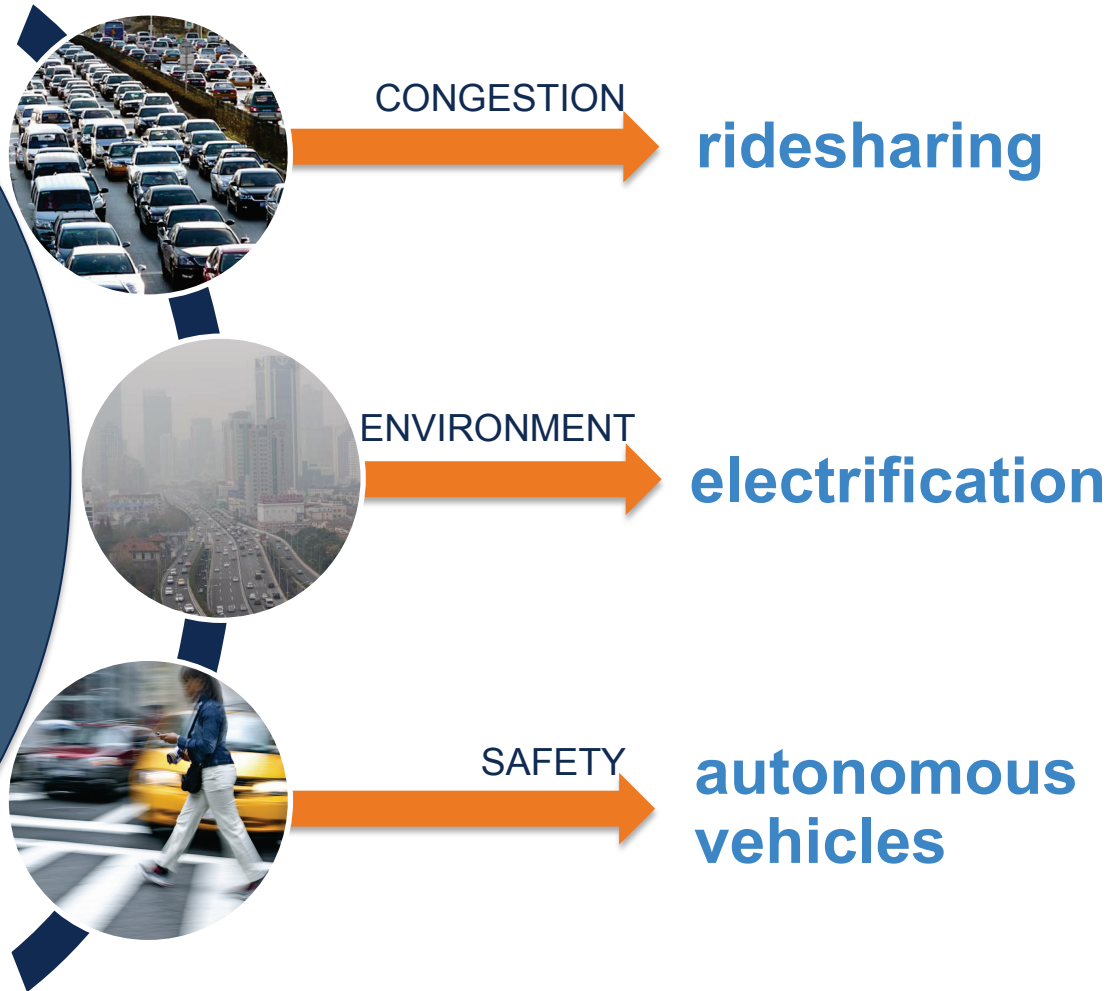 CONGESTION
ridesharing
ENVIRONMENT
electrification
SAFETY
autonomous
vehicles